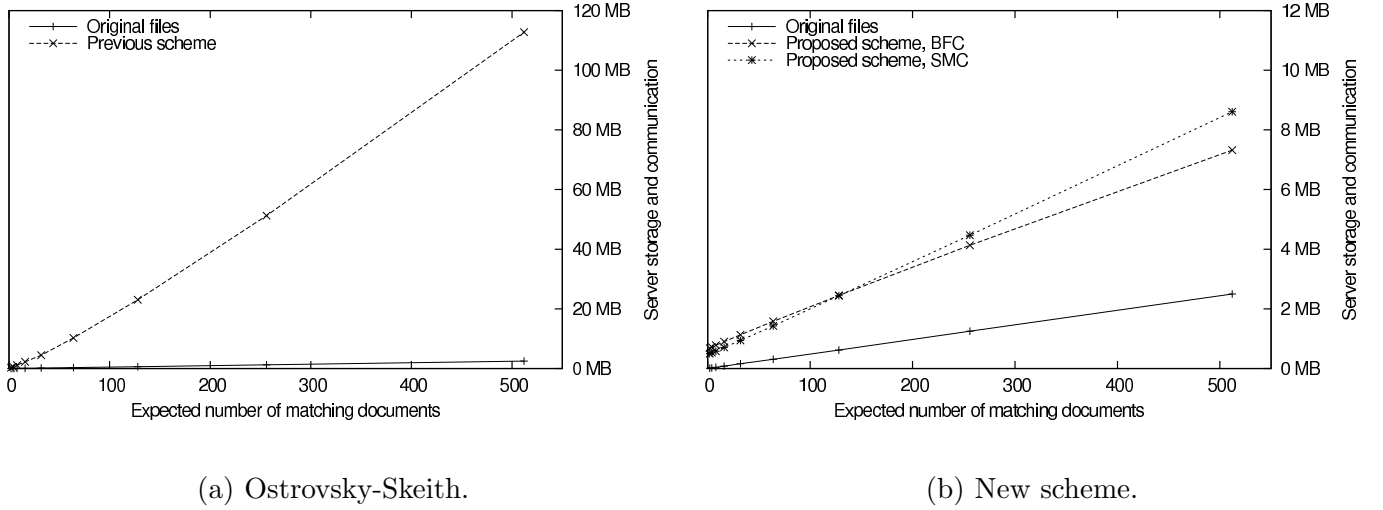 Original files
Previous scheme
120 MB
100 MB
80 MB
60 MB
40 MB
20 MB
0 MB
Server storage and communication
0 100 200 300 400 500
Expected number of matching documents
(a) Ostrovsky-Skeith.
Original files
Proposed scheme, BFC
Proposed scheme, SMC
12 MB
10 MB
8 MB
6 MB
4 MB
2 MB
0 MB
Server storage and communication
0 100 200 300 400 500
Expected number of matching documents
(b) New scheme.